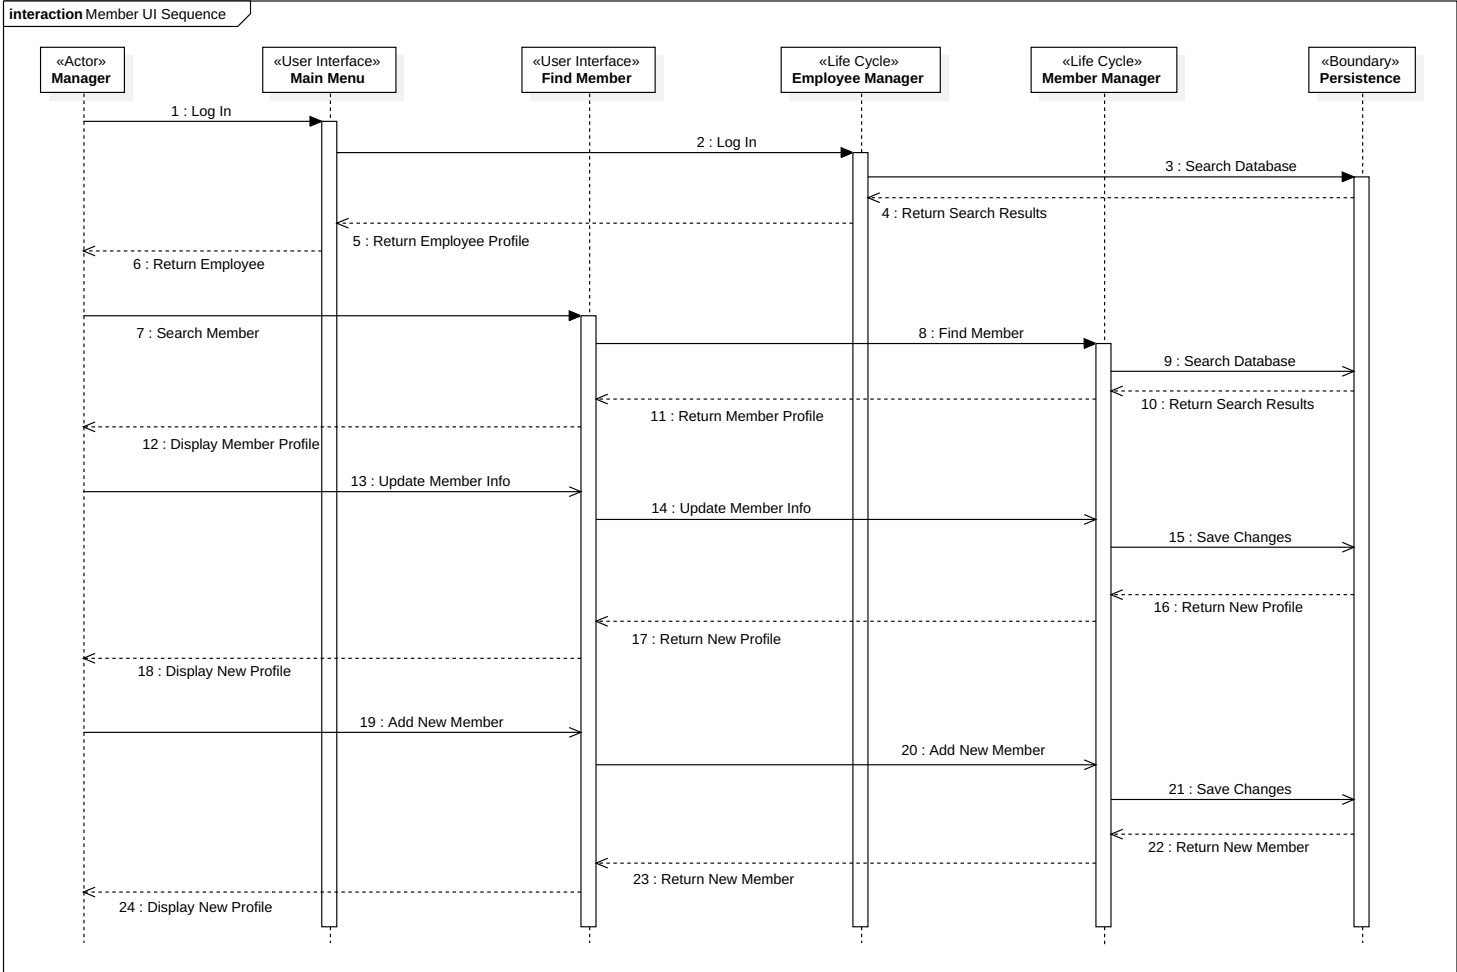 interaction Member UI Sequence
«Actor»
Manager
«User Interface»
Main Menu
«User Interface»
Find Member
«Life Cycle»
Employee Manager
«Life Cycle»
Member Manager
«Boundary»
Persistence
1 : Log In
2 : Log In
3 : Search Database
4 : Return Search Results
5 : Return Employee Profile
6 : Return Employee
7 : Search Member
8 : Find Member
9 : Search Database
10 : Return Search Results
11 : Return Member Profile
12 : Display Member Profile
13 : Update Member Info
14 : Update Member Info
15 : Save Changes
16 : Return New Profile
17 : Return New Profile
18 : Display New Profile
19 : Add New Member
20 : Add New Member
21 : Save Changes
22 : Return New Member
23 : Return New Member
24 : Display New Profile